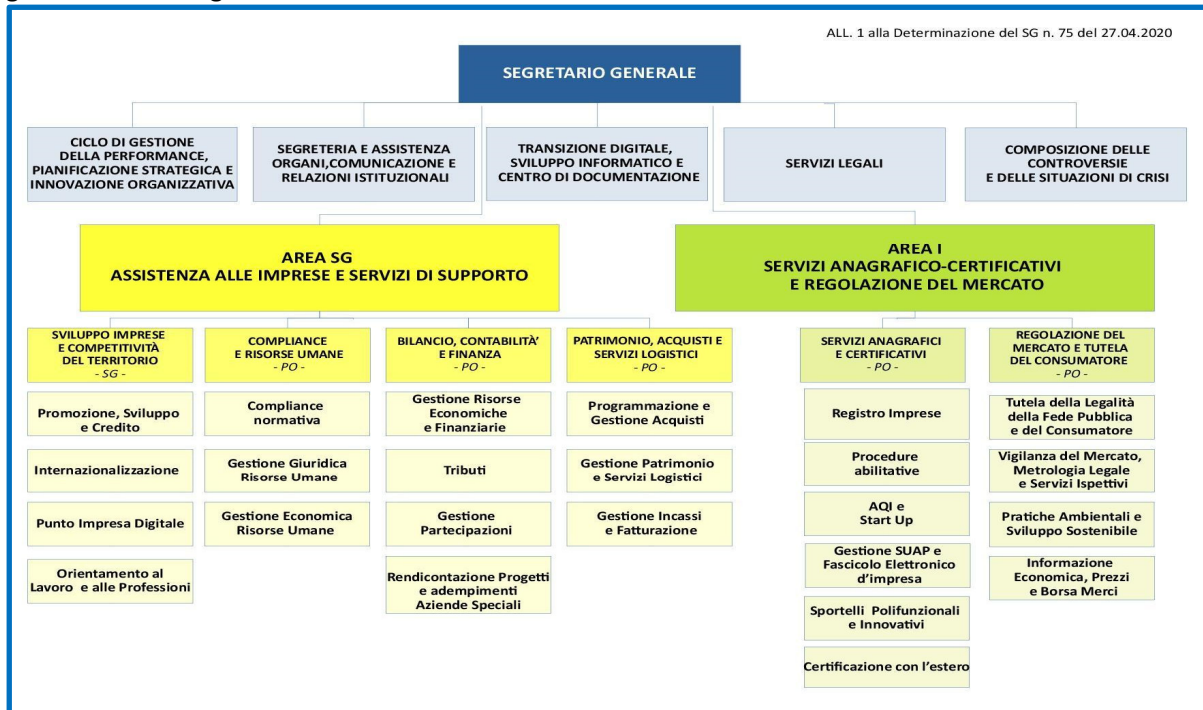 ALL. 1 alla Determinazione del SG n. 75 del 27.04.2020
SEGRETARIO GENERALE
CICLO DI GESTIONE
DELLA PERFORMANCE,
PIANIFICAZIONE STRATEGICA E
INNOVAZIONE ORGANIZZATIVA
SEGRETERIA E ASSISTENZA
ORGANI,COMUNICAZIONE E
RELAZIONI ISTITUZIONALI
TRANSIZIONE DIGITALE,
SVILUPPO INFORMATICO E
CENTRO DI DOCUMENTAZIONE
SERVIZI LEGALI
COMPOSIZIONE DELLE
CONTROVERSIE
E DELLE SITUAZIONI DI CRISI
AREA SG
ASSISTENZA ALLE IMPRESE E SERVIZI DI SUPPORTO
AREA I
SERVIZI ANAGRAFICO-CERTIFICATIVI
E REGOLAZIONE DEL MERCATO
SVILUPPO IMPRESE
E COMPETITIVITÀ
DEL TERRITORIO
- SG -
Promozione, Sviluppo
e Credito
Internazionalizzazione
Punto Impresa Digitale
Orientamento al
Lavoro e alle Professioni
COMPLIANCE
E RISORSE UMANE
- PO -
Compliance
normativa
Gestione Giuridica
Risorse Umane
Gestione Economica
Risorse Umane
BILANCIO, CONTABILITA'
E FINANZA
- PO -
Gestione Risorse
Economiche
e Finanziarie
Tributi
Gestione
Partecipazioni
Rendicontazione Progetti
e adempimenti
Aziende Speciali
PATRIMONIO, ACQUISTI E
SERVIZI LOGISTICI
- PO -
Programmazione e
Gestione Acquisti
Gestione Patrimonio
e Servizi Logistici
Gestione Incassi
e Fatturazione
SERVIZI ANAGRAFICI
E CERTIFICATIVI
- PO -
Registro Imprese
Procedure
abilitative
AQI e
Start Up
Gestione SUAP e
Fascicolo Elettronico
d'impresa
Sportelli Polifunzionali
e Innovativi
Certificazione con l'estero
REGOLAZIONE DEL
MERCATO E TUTELA
DEL CONSUMATORE
- PO -
Tutela della Legalità
della Fede Pubblica
e del Consumatore
Vigilanza del Mercato,
Metrologia Legale
e Servizi Ispettivi
Pratiche Ambientali e
Sviluppo Sostenibile
Informazione
Economica, Prezzi
e Borsa Merci